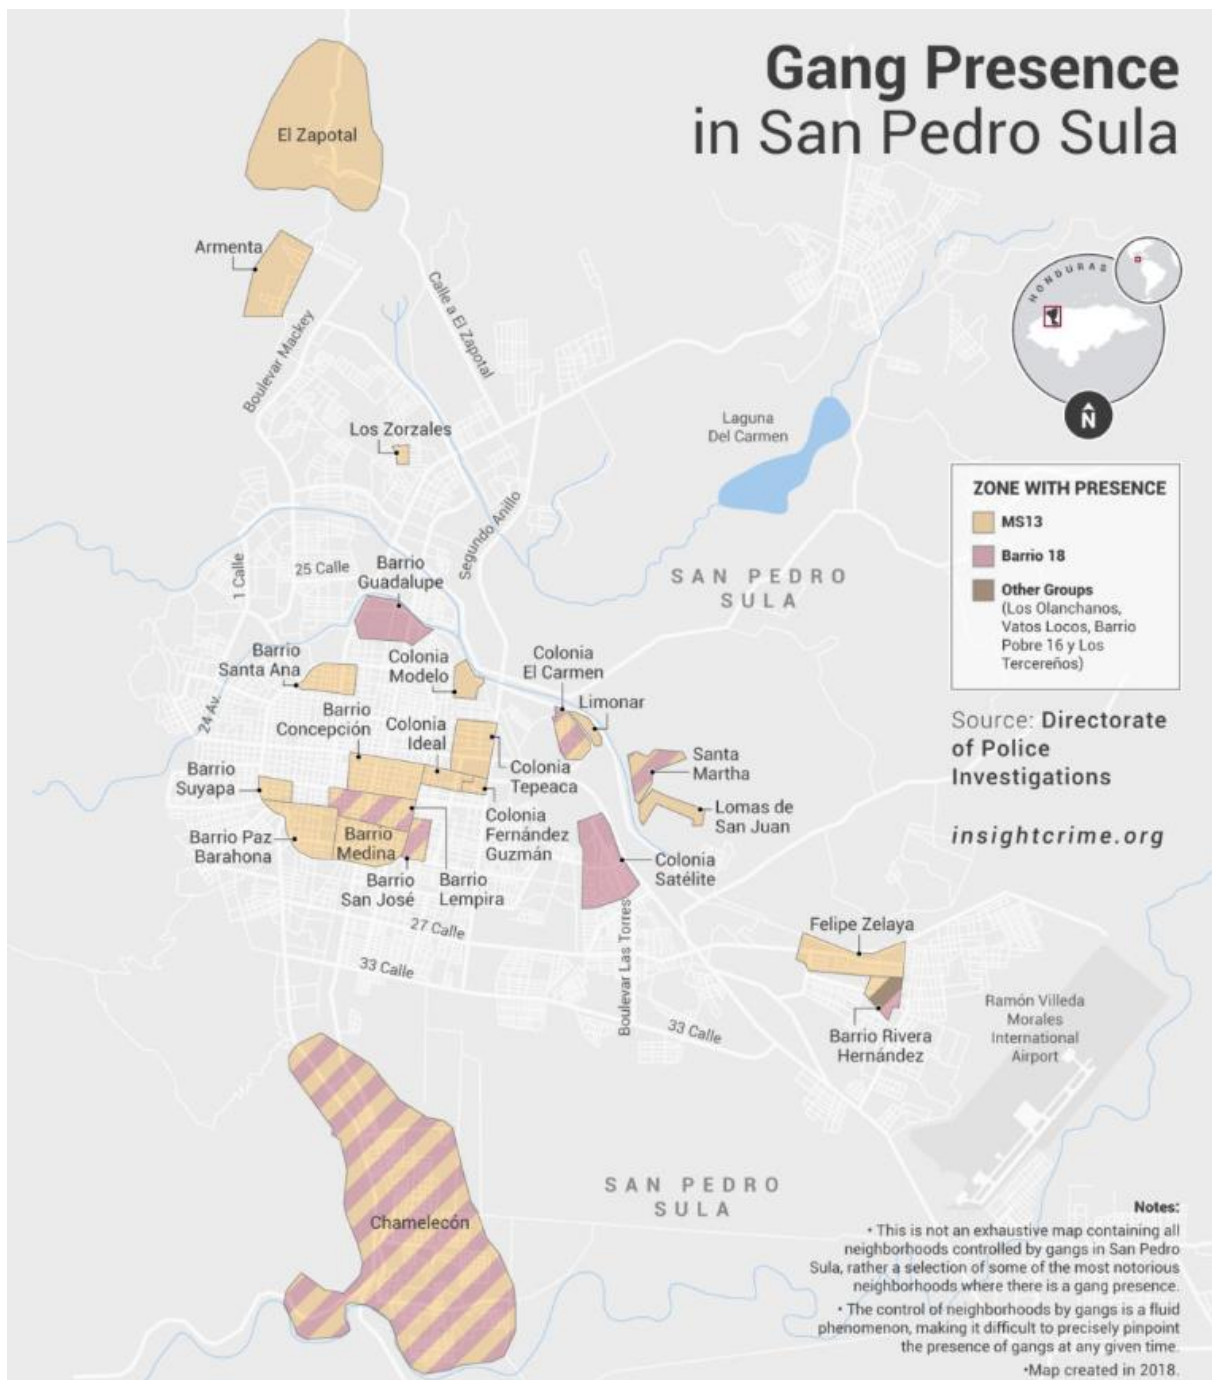 Gang Presence
in San Pedro Sula
El Zapotal
Armenta
Boulevar Mackey
Calle a El Zapotal
HONDURAS
N
Los Zorzales
Laguna
Del Carmen
ZONE WITH PRESENCE
MS13
Barrio 18
Other Groups
(Los Olanchanos,
Vatos Locos, Barrio
Pobre 16 y Los
Tercereños)
Source: Directorate
of Police
Investigations
insightcrime.org
Segundo Anillo
1 Calle
25 Calle
Barrio
Guadalupe
SAN PEDRO
SULA
Barrio
Santa Ana
Colonia
Modelo
Colonia
El Carmen
Limonar
24 Av.
Barrio
Concepción
Colonia
Ideal
Santa
Martha
Barrio
Suyapa
Colonia
Tepeaca
Lomas de
San Juan
Colonia
Fernández
Guzmán
Barrio Paz
Barahona
Barrio
Medina
Barrio
San José
Barrio
Lempira
Colonia
Satélite
27 Calle
33 Calle
Boulevar Las Torres
33 Calle
Felipe Zelaya
Barrio Rivera
Hernández
Ramón Villeda
Morales
International
Airport
Chamelecón
SAN PEDRO
SULA
Notes:
• This is not an exhaustive map containing all
neighborhoods controlled by gangs in San Pedro
Sula, rather a selection of some of the most notorious
neighborhoods where there is a gang presence.
• The control of neighborhoods by gangs is a fluid
phenomenon, making it difficult to precisely pinpoint
the presence of gangs at any given time.
•Map created in 2018.